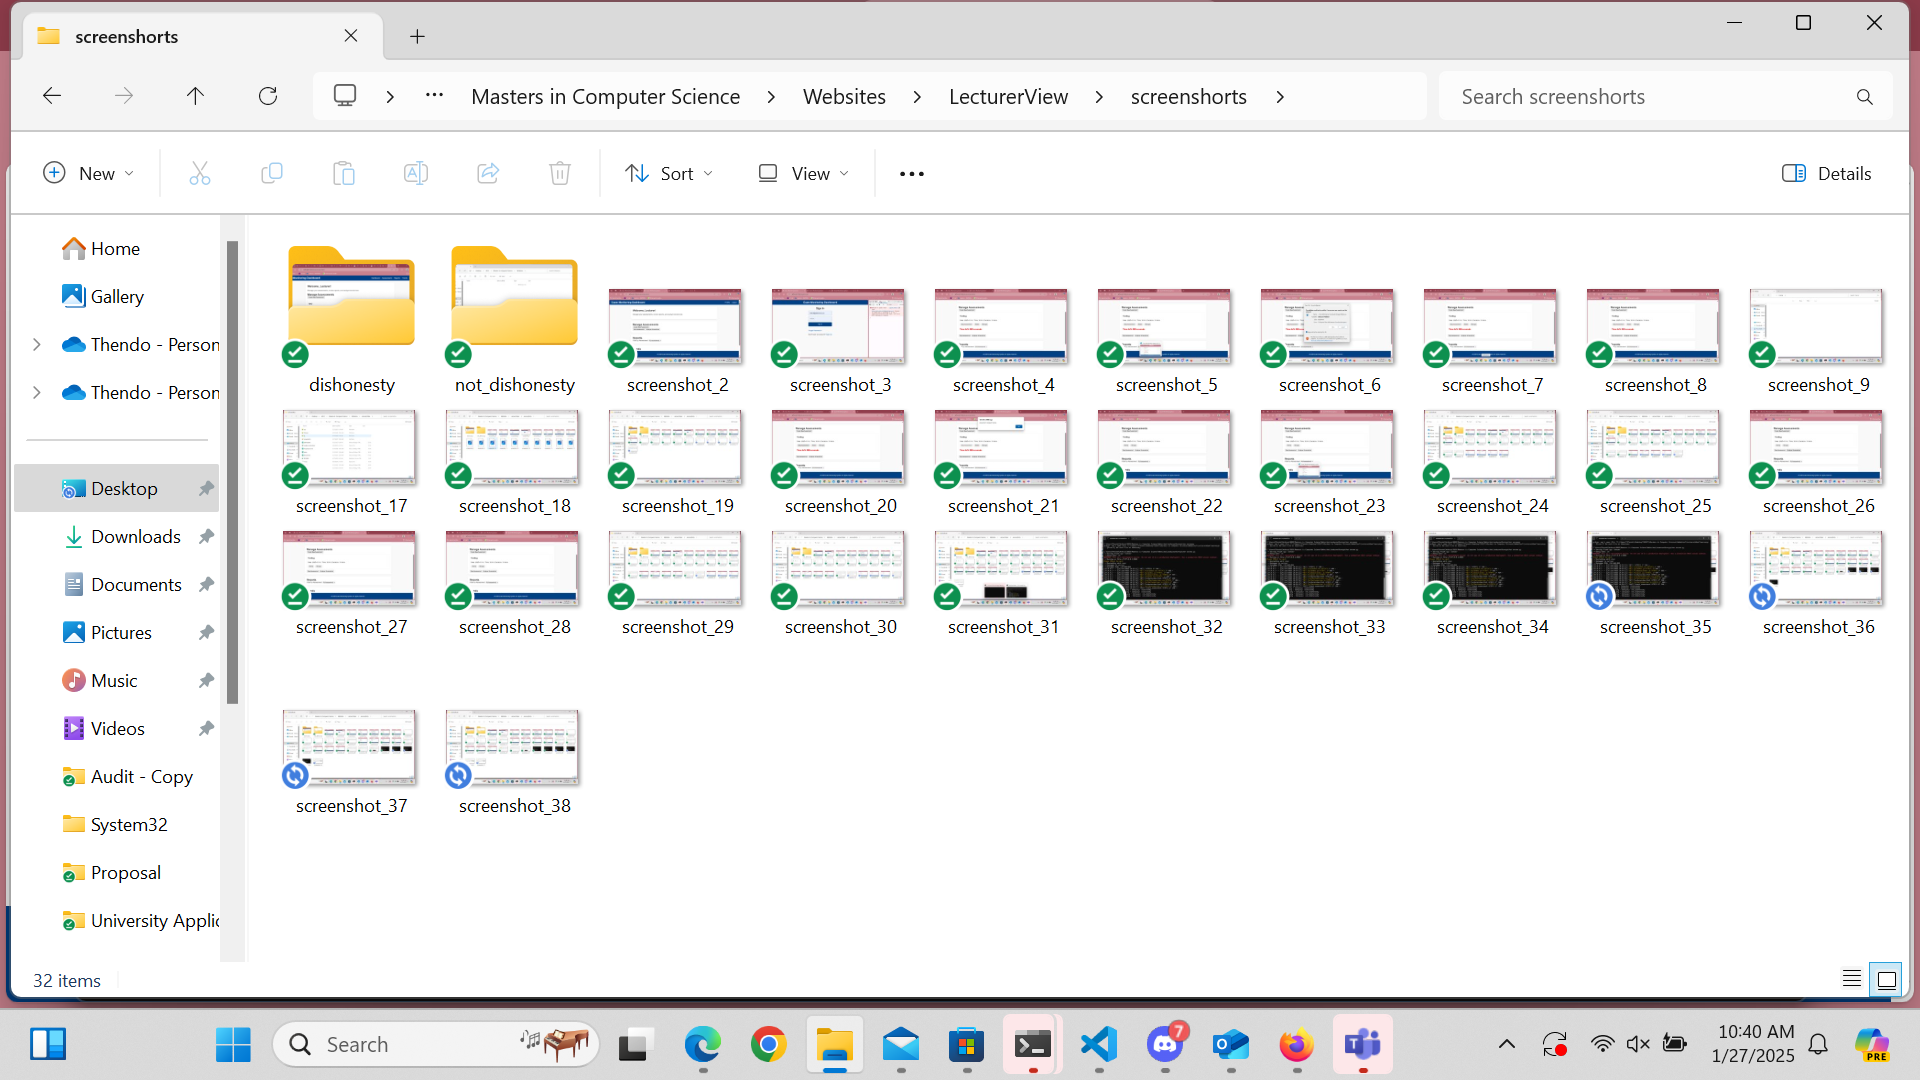 screenshorts
Masters in Computer Science
Websites
LecturerView
screenshorts
Search screenshorts
New
Sort
View
Details
Home
Gallery
Thendo - Person
Thendo - Person
Desktop
Downloads
Documents
Pictures
Music
Videos
Audit - Copy
System32
Proposal
University Applic
dishonesty
not_dishonesty
screenshot_2
screenshot_3
screenshot_4
screenshot_5
screenshot_6
screenshot_7
screenshot_8
screenshot_9
screenshot_17
screenshot_18
screenshot_19
screenshot_20
screenshot_21
screenshot_22
screenshot_23
screenshot_24
screenshot_25
screenshot_26
screenshot_27
screenshot_28
screenshot_29
screenshot_30
screenshot_31
screenshot_32
screenshot_33
screenshot_34
screenshot_35
screenshot_36
screenshot_37
screenshot_38
32 items
Search
7
10:40 AM
1/27/2025
PRE